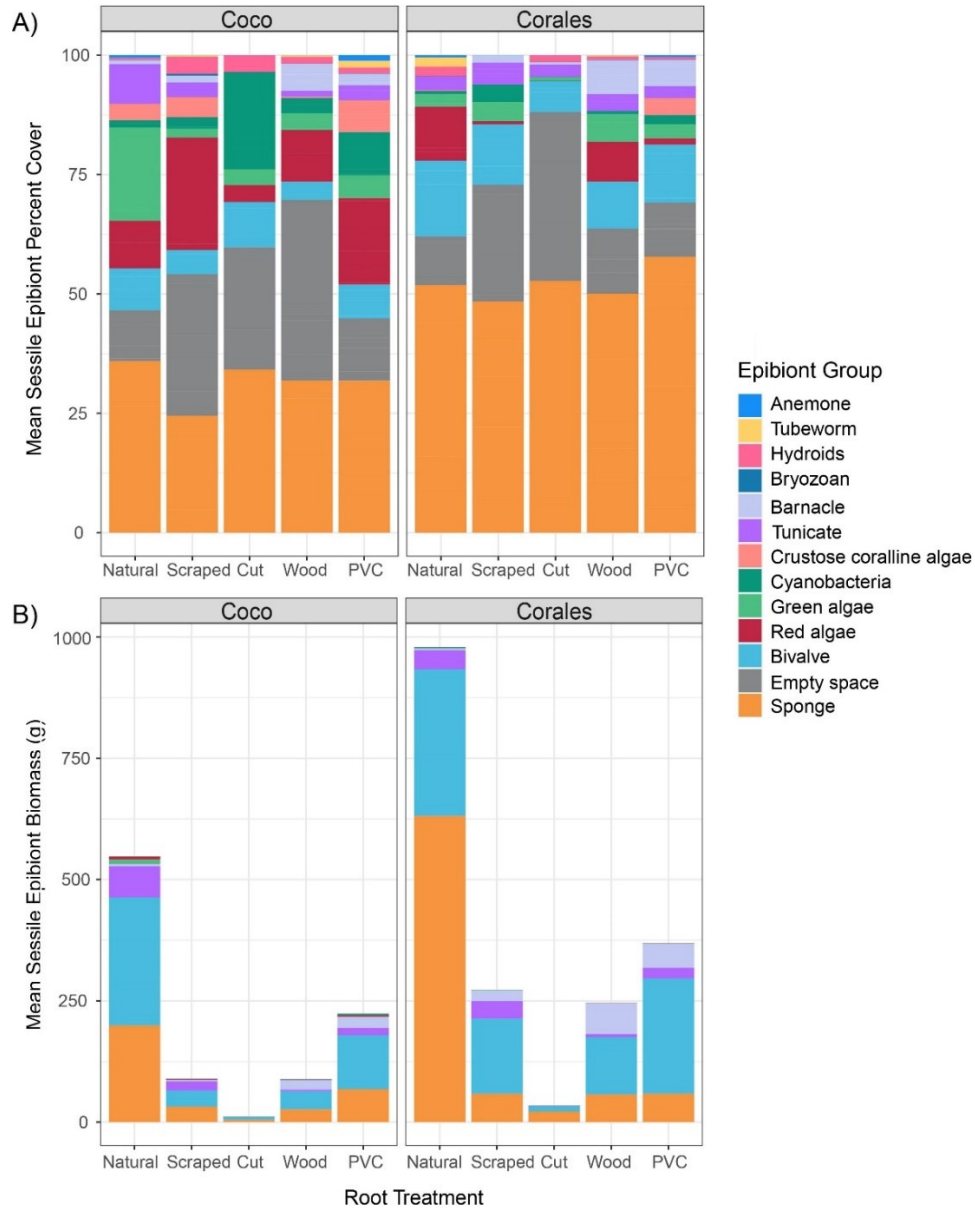 A)
Coco
Corales
Mean Sessile Epibiont Percent Cover
100
75
50
25
0
Natural Scraped Cut Wood PVC
Natural Scraped Cut Wood PVC
Epibiont Group
Anemone
Tubeworm
Hydroids
Bryozoan
Barnacle
Tunicate
Crustose coralline algae
Cyanobacteria
Green algae
Red algae
Bivalve
Empty space
Sponge
B)
Coco
Corales
Mean Sessile Epibiont Biomass (g)
1000
750
500
250
0
Natural Scraped Cut Wood PVC
Natural Scraped Cut Wood PVC
Root Treatment